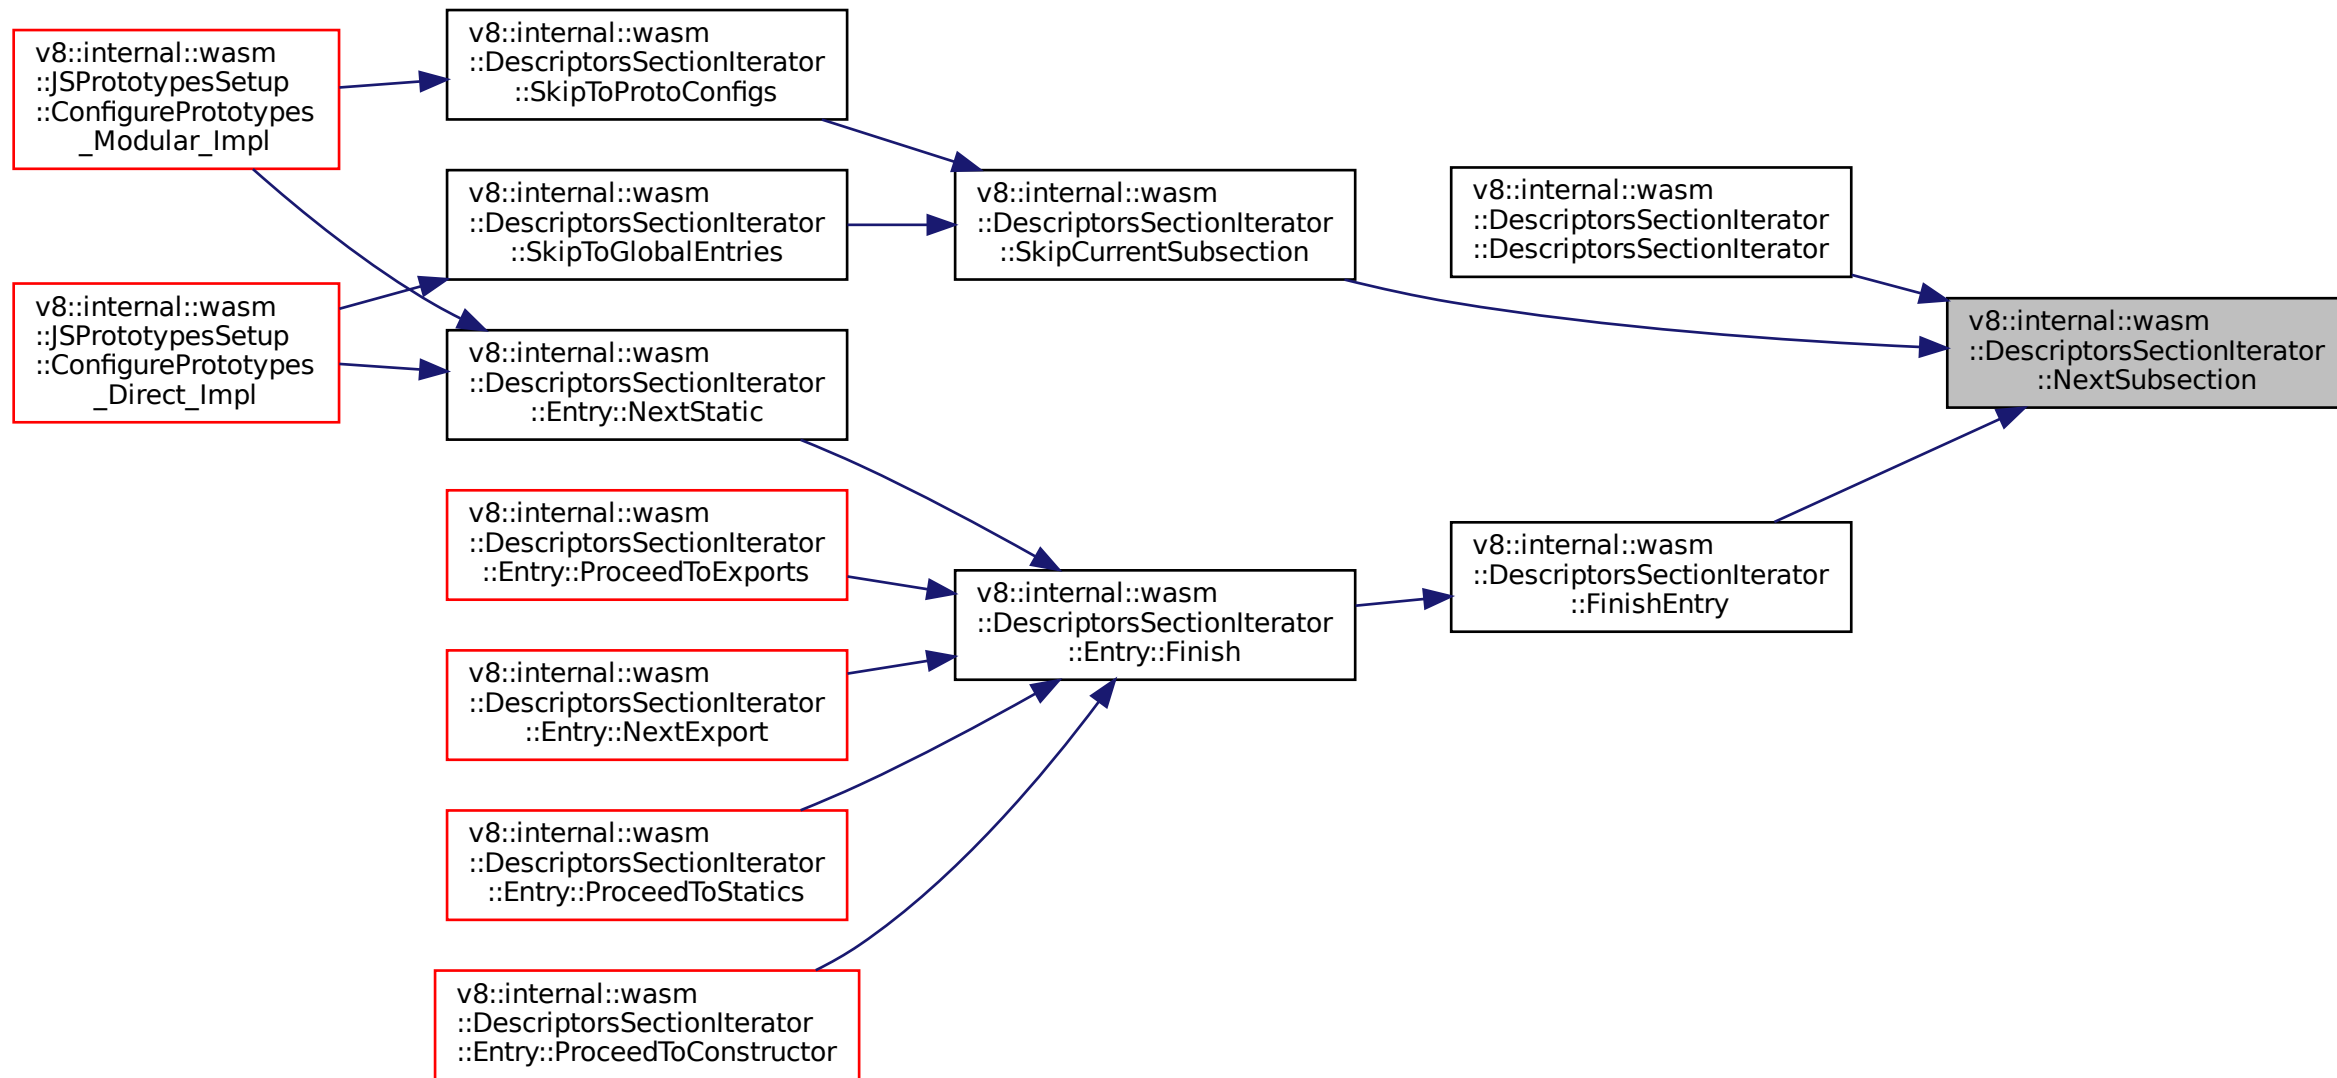 v8::internal::wasm
::JSPrototypesSetup
::ConfigurePrototypes
_Modular_Impl
v8::internal::wasm
::JSPrototypesSetup
::ConfigurePrototypes
_Direct_Impl
v8::internal::wasm
::DescriptorsSectionIterator
::SkipToProtoConfigs
v8::internal::wasm
::DescriptorsSectionIterator
::SkipToGlobalEntries
v8::internal::wasm
::DescriptorsSectionIterator
::Entry::NextStatic
v8::internal::wasm
::DescriptorsSectionIterator
::Entry::ProceedToExports
v8::internal::wasm
::DescriptorsSectionIterator
::Entry::NextExport
v8::internal::wasm
::DescriptorsSectionIterator
::Entry::ProceedToStatics
v8::internal::wasm
::DescriptorsSectionIterator
::Entry::ProceedToConstructor
v8::internal::wasm
::DescriptorsSectionIterator
::SkipCurrentSubsection
v8::internal::wasm
::DescriptorsSectionIterator
::Entry::Finish
v8::internal::wasm
::DescriptorsSectionIterator
::DescriptorsSectionIterator
v8::internal::wasm
::DescriptorsSectionIterator
::FinishEntry
v8::internal::wasm
::DescriptorsSectionIterator
::NextSubsection